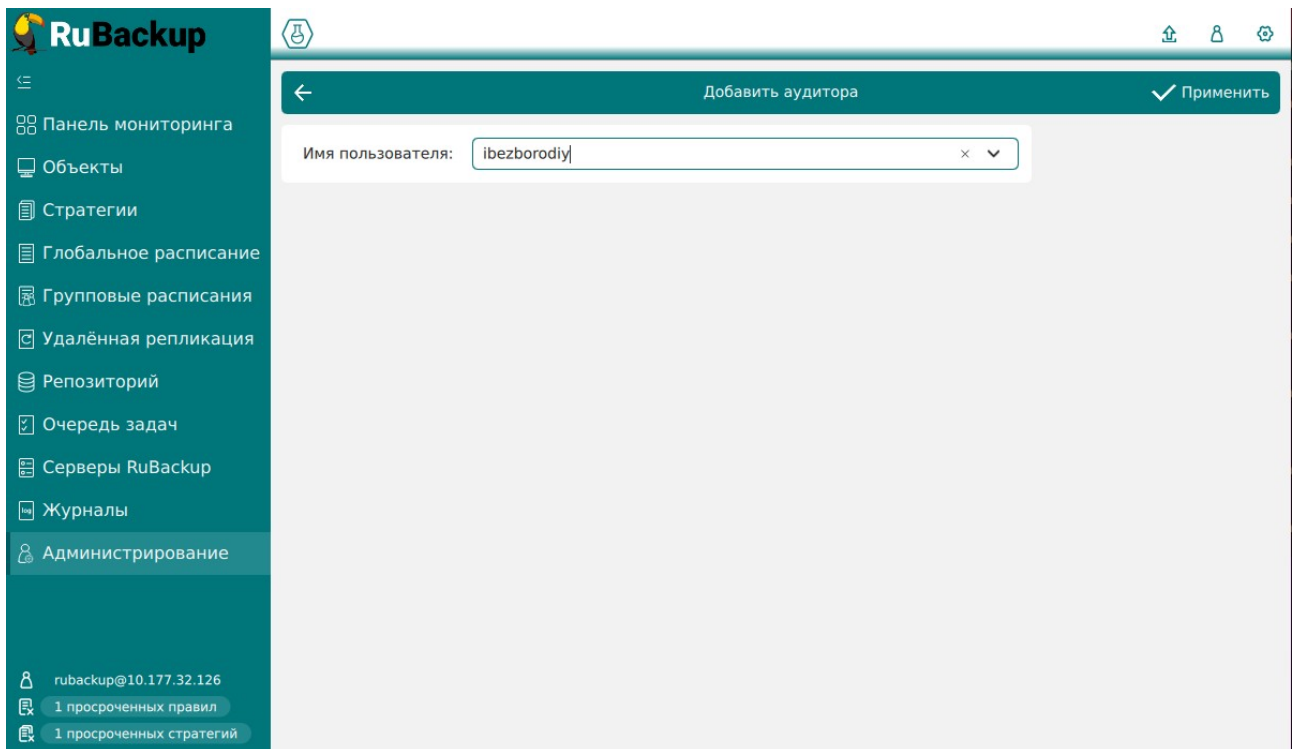 RuBackup
Добавить аудитора
Применить
Имя пользователя:
ibezborodiy
Панель мониторинга
Объекты
Стратегии
Глобальное расписание
Групповые расписания
Удалённая репликация
Репозиторий
Очередь задач
Серверы RuBackup
log
Журналы
Администрирование
rubackup@10.177.32.126
1 просроченных правил
1 просроченных стратегий